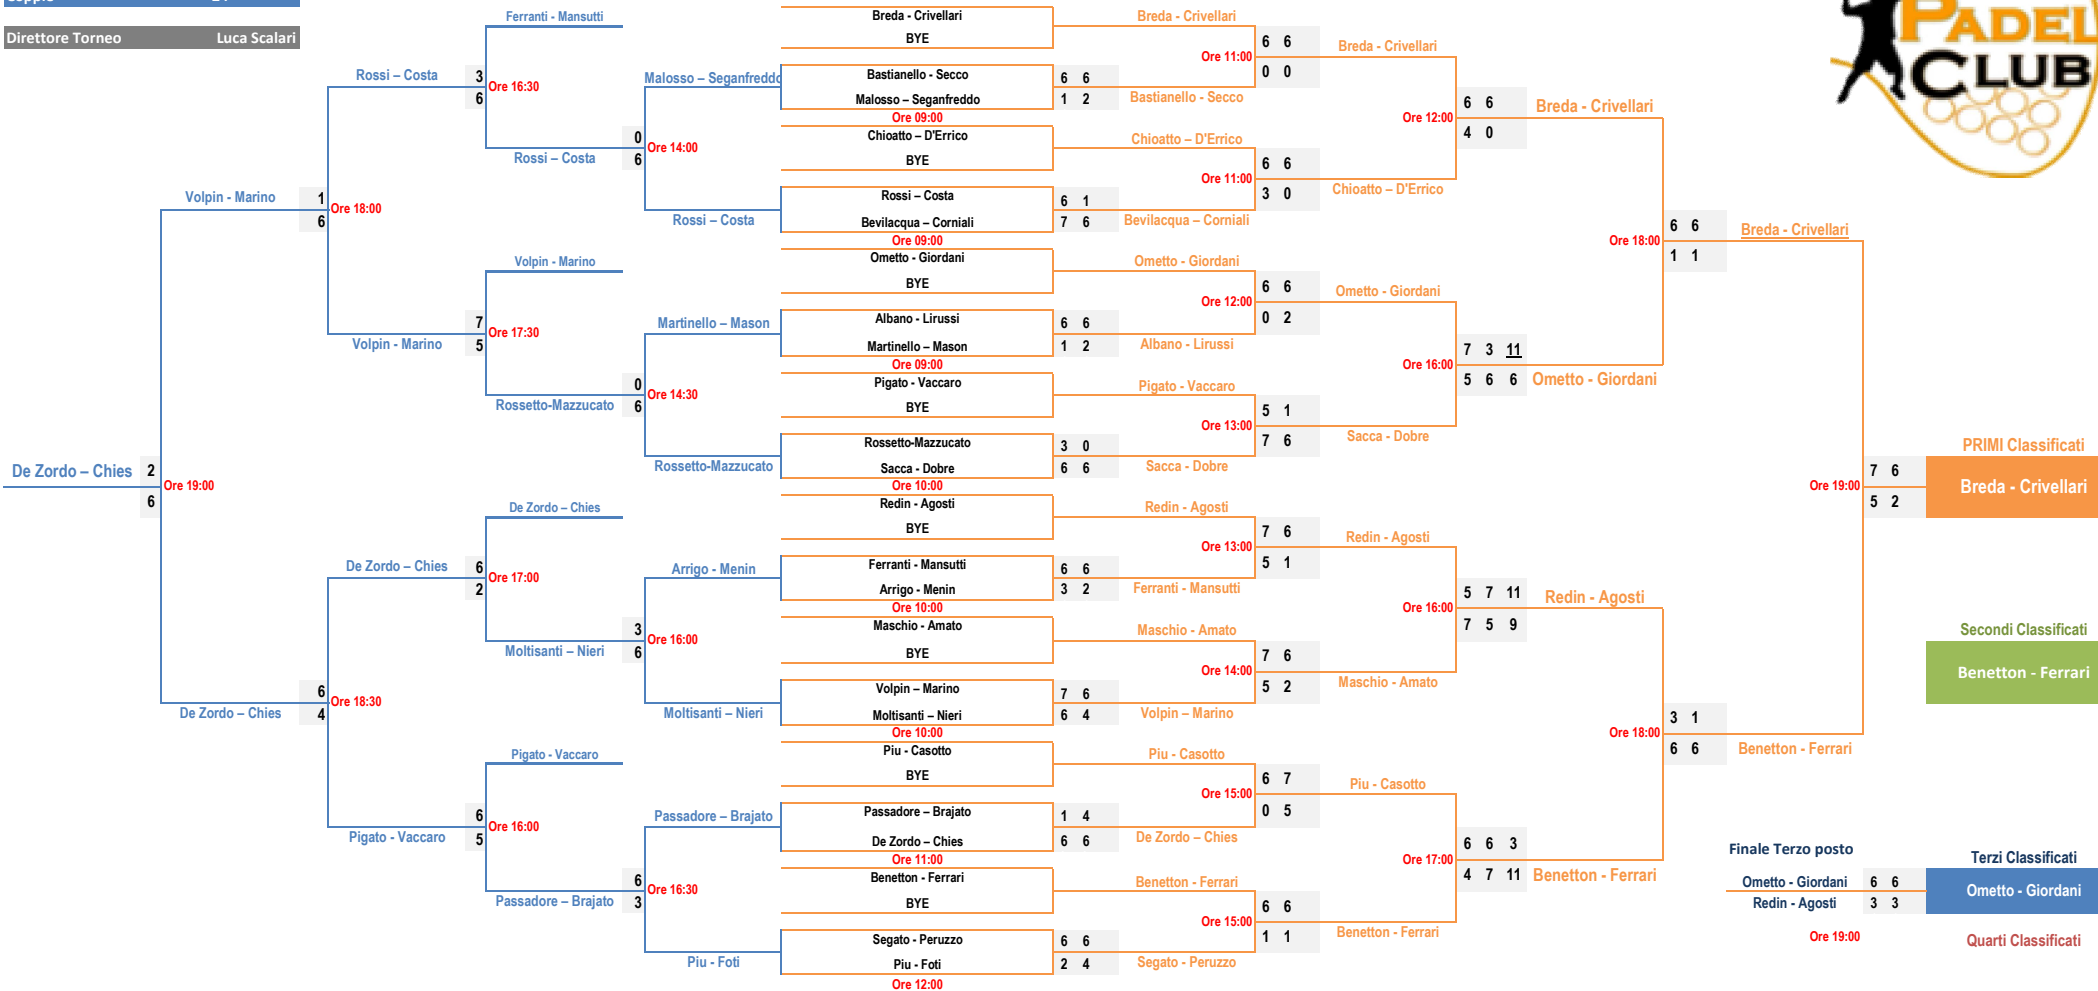 Direttore Torneo Luca Scalari
PADEL
CLUB
De Zordo – Chies
2
6
Ore 19:00
Volpin - Marino
1
6
Ore 18:00
De Zordo – Chies
6
4
Ore 18:30
Rossi – Costa
3
6
Ore 16:30
Volpin - Marino
7
5
Ore 17:30
De Zordo – Chies
6
2
Ore 17:00
Pigato - Vaccaro
6
5
Ore 16:00
Ferranti - Mansutti
Rossi – Costa
0
6
Ore 14:00
Volpin - Marino
Rossetto-Mazzucato
0
6
Ore 14:30
De Zordo – Chies
Moltisanti – Nieri
3
6
Ore 16:00
Pigato - Vaccaro
Passadore – Brajato
6
3
Ore 16:30
Malosso – Seganfreddo
Rossi – Costa
Martinello – Mason
Rossetto-Mazzucato
Arrigo - Menin
Moltisanti – Nieri
Passadore – Brajato
Piu - Foti
Breda - Crivellari
BYE
Bastianello - Secco 6 6
Malosso – Seganfreddo 1 2
Ore 09:00
Chioatto – D'Errico
BYE
Rossi – Costa 6 1
Bevilacqua – Corniali 7 6
Ore 09:00
Ometto - Giordani
BYE
Albano - Lirussi 6 6
Martinello – Mason 1 2
Ore 09:00
Pigato - Vaccaro
BYE
Rossetto-Mazzucato 3 0
Sacca - Dobre 6 6
Ore 10:00
Redin - Agosti
BYE
Ferranti - Mansutti 6 6
Arrigo - Menin 3 2
Ore 10:00
Maschio - Amato
BYE
Volpin – Marino 7 6
Moltisanti – Nieri 6 4
Ore 10:00
Piu - Casotto
BYE
Passadore – Brajato 1 4
De Zordo – Chies 6 6
Ore 11:00
Benetton - Ferrari
BYE
Segato - Peruzzo 6 6
Piu - Foti 2 4
Ore 12:00
Breda - Crivellari
6 6
Ore 11:00
0 0
Bastianello - Secco
Chioatto – D'Errico
6 6
Ore 11:00
3 0
Bevilacqua – Corniali
Ometto - Giordani
6 6
Ore 12:00
0 2
Albano - Lirussi
Pigato - Vaccaro
5 1
Ore 13:00
7 6
Sacca - Dobre
Redin - Agosti
7 6
Ore 13:00
5 1
Ferranti - Mansutti
Maschio - Amato
7 6
Ore 14:00
5 2
Volpin – Marino
Piu - Casotto
6 7
Ore 15:00
0 5
De Zordo – Chies
Benetton - Ferrari
6 6
Ore 15:00
1 1
Segato - Peruzzo
Breda - Crivellari
6 6
Ore 12:00
4 0
Chioatto – D'Errico
Ometto - Giordani
7 3 11
Ore 16:00
5 6 6
Sacca - Dobre
Redin - Agosti
5 7 11
Ore 16:00
7 5 9
Maschio - Amato
Piu - Casotto
6 6 3
Ore 17:00
4 7 11
Benetton - Ferrari
Breda - Crivellari
6 6
Ore 18:00
1 1
Ometto - Giordani
Redin - Agosti
3 1
Ore 18:00
6 6
Benetton - Ferrari
Breda - Crivellari
7 6
Ore 19:00
5 2
Benetton - Ferrari
PRIMI Classificati
Breda - Crivellari
Secondi Classificati
Benetton - Ferrari
Finale Terzo posto
Terzi Classificati
Ometto - Giordani 6 6
Ometto - Giordani
Redin - Agosti 3 3
Ore 19:00
Quarti Classificati